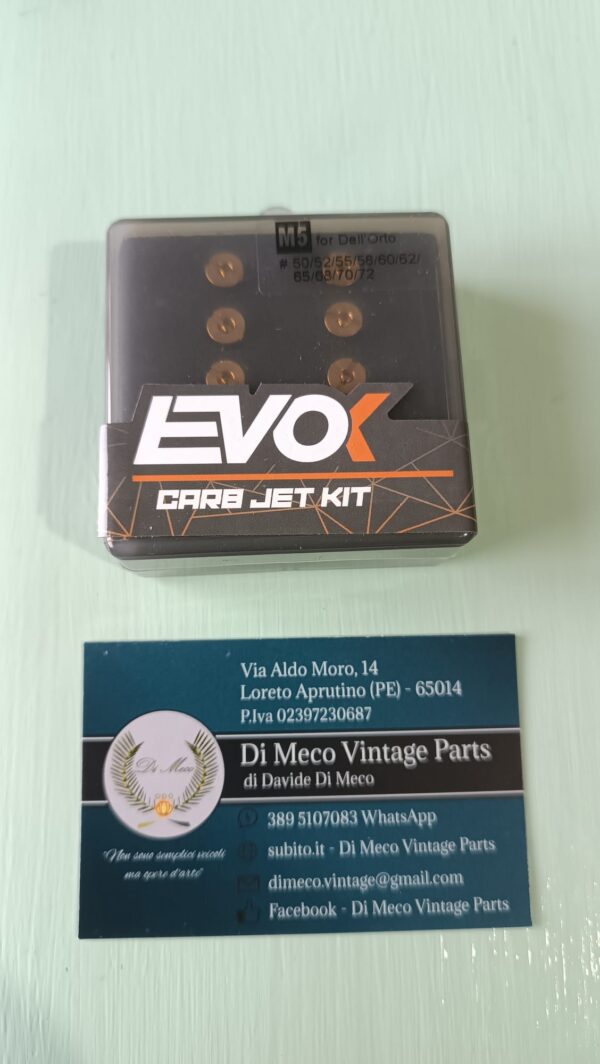 M5 for Dell'Orto
# 50/52/55/58/60/62/
65/68/70/72
EVOK
CARB JET KIT
Via Aldo Moro, 14
Loreto Aprutino (PE) - 65014
P.Iva 02397230687
Di Meco Vintage Parts
di Davide Di Meco
Di Meco
"Non sono semplici veicoli
ma opere d'arte"
389 5107083 WhatsApp
subito.it - Di Meco Vintage Parts
dimeco.vintage@gmail.com
Facebook - Di Meco Vintage Parts